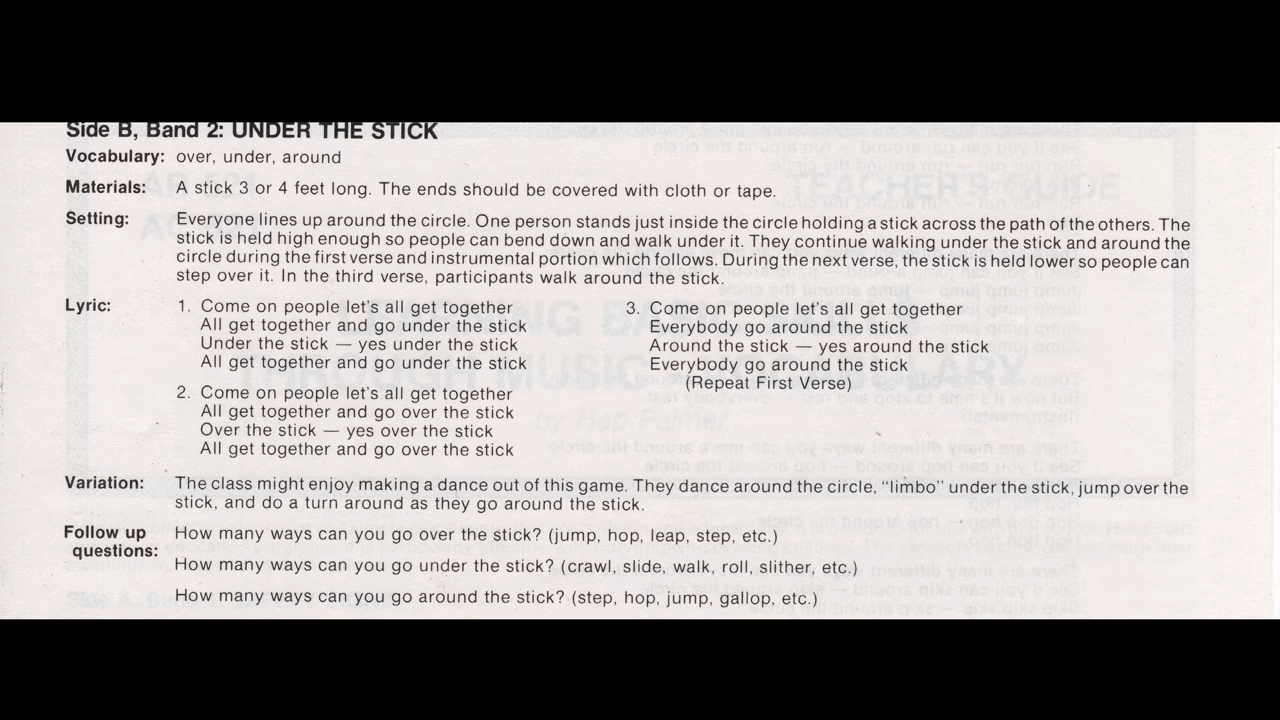 Side B, Band 2: UNDER THE STICK
Vocabulary: over, under, around
Materials: A stick 3 or 4 feet long. The ends should be covered with cloth or tape.
Setting: Everyone lines up around the circle. One person stands just inside the circle holding a stick across the path of the others. The
stick is held high enough so people can bend down and walk under it. They continue walking under the stick and around the
circle during the first verse and instrumental portion which follows. During the next verse, the stick is held lower so people can
step over it. In the third verse, participants walk around the stick.
Lyric: 1. Come on people let's all get together
All get together and go under the stick
Under the stick — yes under the stick
All get together and go under the stick
2. Come on people let's all get together
All get together and go over the stick
Over the stick — yes over the stick
All get together and go over the stick
3. Come on people let's all get together
Everybody go around the stick
Around the stick — yes around the stick
Everybody go around the stick
(Repeat First Verse)
Variation: The class might enjoy making a dance out of this game. They dance around the circle, "limbo" under the stick, jump over the
stick, and do a turn around as they go around the stick.
Follow up
questions:
How many ways can you go over the stick? (jump, hop, leap, step, etc.)
How many ways can you go under the stick? (crawl, slide, walk, roll, slither, etc.)
How many ways can you go around the stick? (step, hop, jump, gallop, etc.)
TEACHER'S GUIDE
by Hap Palmer